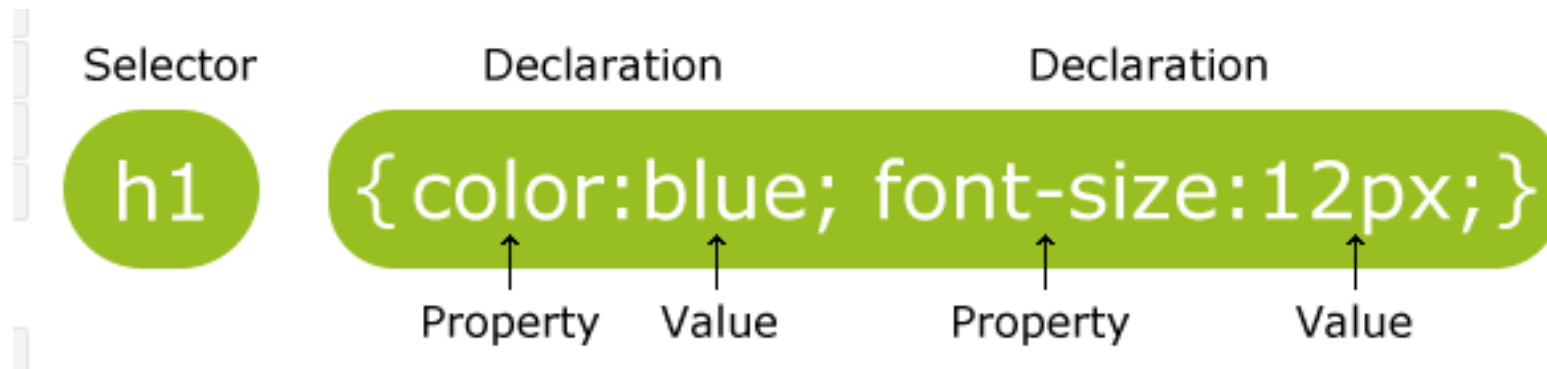 Selector Declaration Declaration
h1 {color:blue; font-size:12px;}
Property Value Property Value